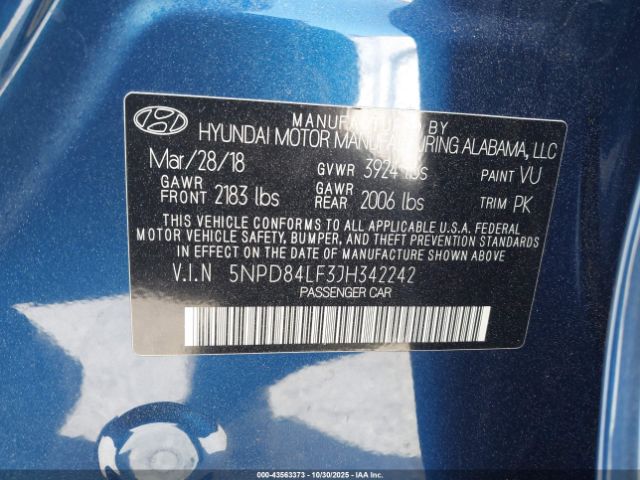 MANUFACTURED BY
HYUNDAI MOTOR MANUFACTURING ALABAMA, LLC
Mar/28/18 GVWR 3924 lbs PAINT VU
GAWR FRONT 2183 lbs GAWR REAR 2006 lbs TRIM PK
THIS VEHICLE CONFORMS TO ALL APPLICABLE U.S.A. FEDERAL
MOTOR VEHICLE SAFETY, BUMPER, AND THEFT PREVENTION
STANDARDS IN EFFECT ON THE DATE OF MANUFACTURE SHOWN ABOVE.
V.I.N 5NPD84LF3JH342242
PASSENGER CAR
000-43563373 - 10/30/2025 - IAAI.CA